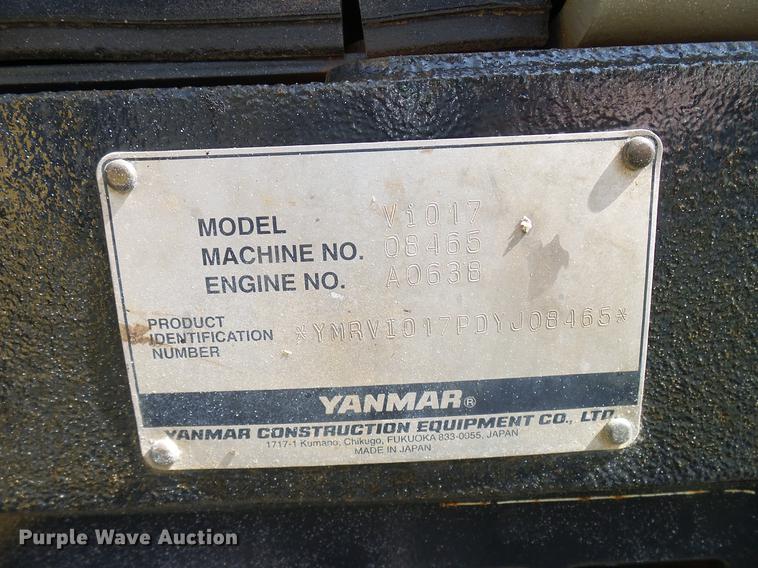 MODEL ViO17
MACHINE NO. 08465
ENGINE NO. A063B
PRODUCT
IDENTIFICATION *YMRVIO17PDYJ08465*
NUMBER
YANMAR®
YANMAR CONSTRUCTION EQUIPMENT CO., LTD.
1717-1 Kumano, Chikugo, FUKUOKA 833-0055, JAPAN
MADE IN JAPAN
Purple Wave Auction